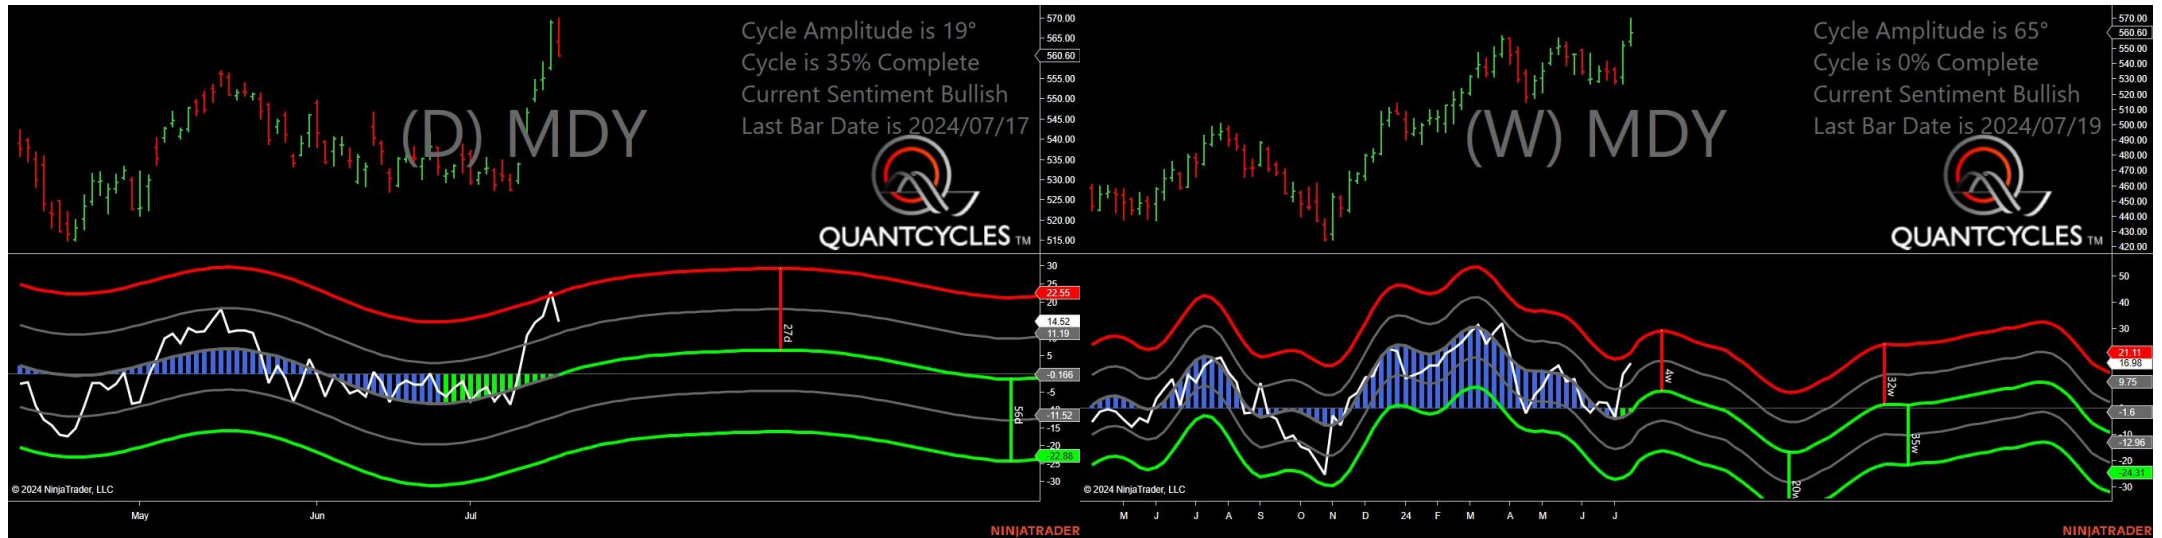 Cycle Amplitude is 19°
Cycle is 35% Complete
Current Sentiment Bullish
Last Bar Date is 2024/07/17
(D) MDY
QUANTCYCLES TM
570.00
565.00
560.60
555.00
550.00
545.00
540.00
535.00
530.00
525.00
520.00
515.00
30
25
22.55
20
14.52
11.19
5
-0.166
-5
-11.52
-15
-20
-22.88
-25
-30
27d
56d
© 2024 NinjaTrader, LLC
May Jun Jul
NINJATRADER
Cycle Amplitude is 65°
Cycle is 0% Complete
Current Sentiment Bullish
Last Bar Date is 2024/07/19
(W) MDY
QUANTCYCLES TM
570.00
560.60
550.00
540.00
530.00
520.00
510.00
500.00
490.00
480.00
470.00
460.00
450.00
440.00
430.00
420.00
50
40
30
21.11
16.98
9.75
-1.6
-10
-12.96
-20
-24.31
-30
4w
32w
20w
35w
© 2024 NinjaTrader, LLC
M J J A S O N D 24 F M A M J J
NINJATRADER